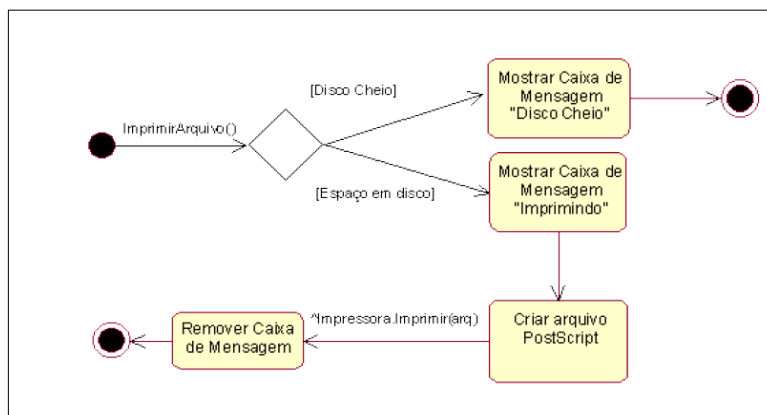 [Disco Cheio]
Mostrar Caixa de
Mensagem
"Disco Cheio"
ImprimirArquivo()
[Espaço em disco]
Mostrar Caixa de
Mensagem
"Imprimindo"
^Impressora.Imprimir(arq)
Remover Caixa
de Mensagem
Criar arquivo
PostScript